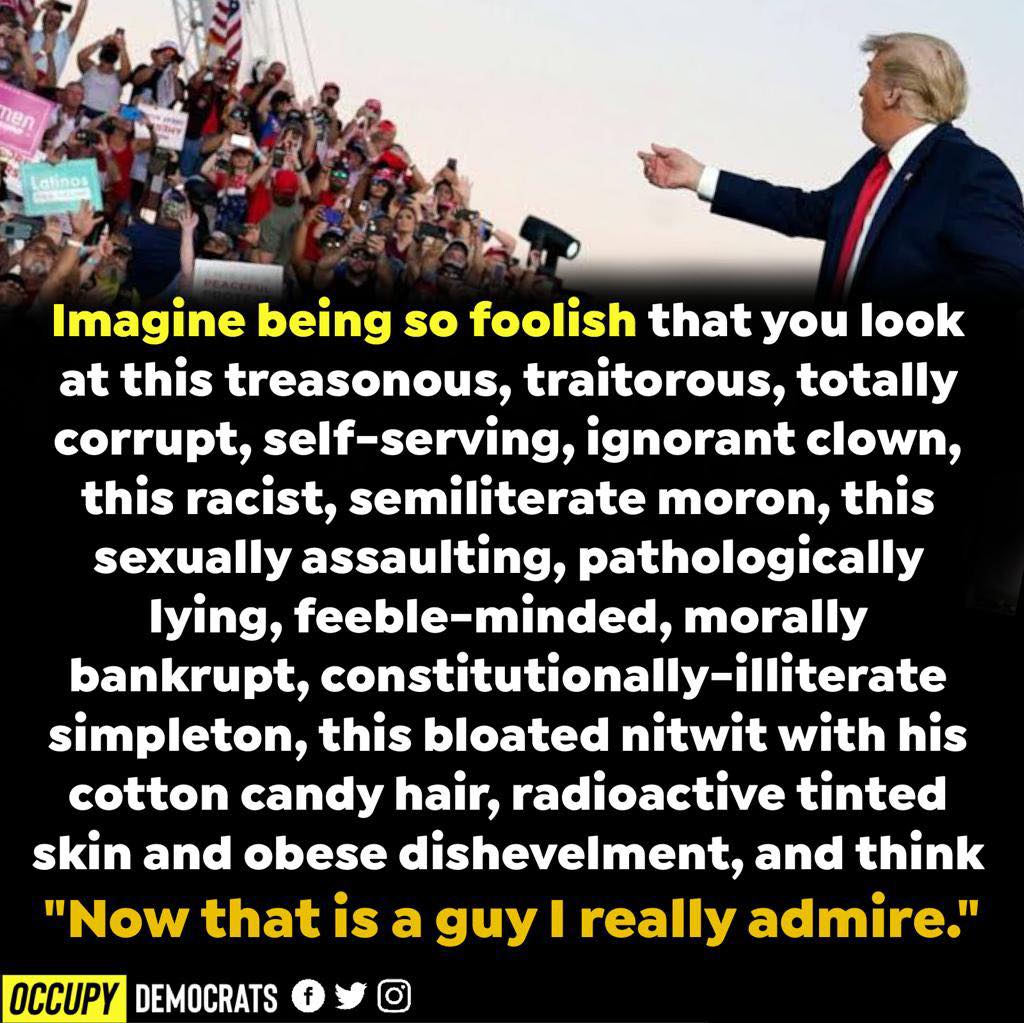 men
Latinos
PEACEFUL
Imagine being so foolish that you look
at this treasonous, traitorous, totally
corrupt, self-serving, ignorant clown,
this racist, semiliterate moron, this
sexually assaulting, pathologically
lying, feeble-minded, morally
bankrupt, constitutionally-illiterate
simpleton, this bloated nitwit with his
cotton candy hair, radioactive tinted
skin and obese dishevelment, and think
"Now that is a guy I really admire."
OCCUPY DEMOCRATS